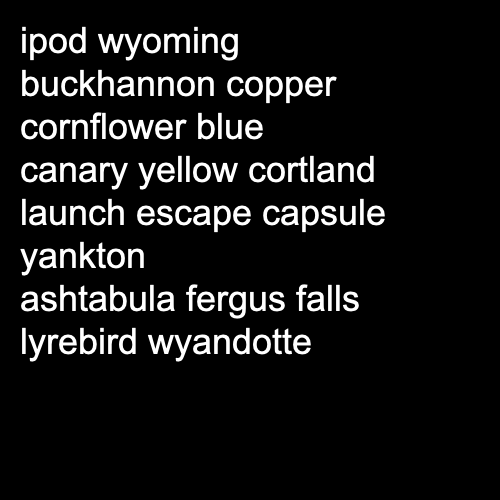 ipod wyoming
buckhannon copper
cornflower blue
canary yellow cortland
launch escape capsule
yankton
ashtabula fergus falls
lyrebird wyandotte